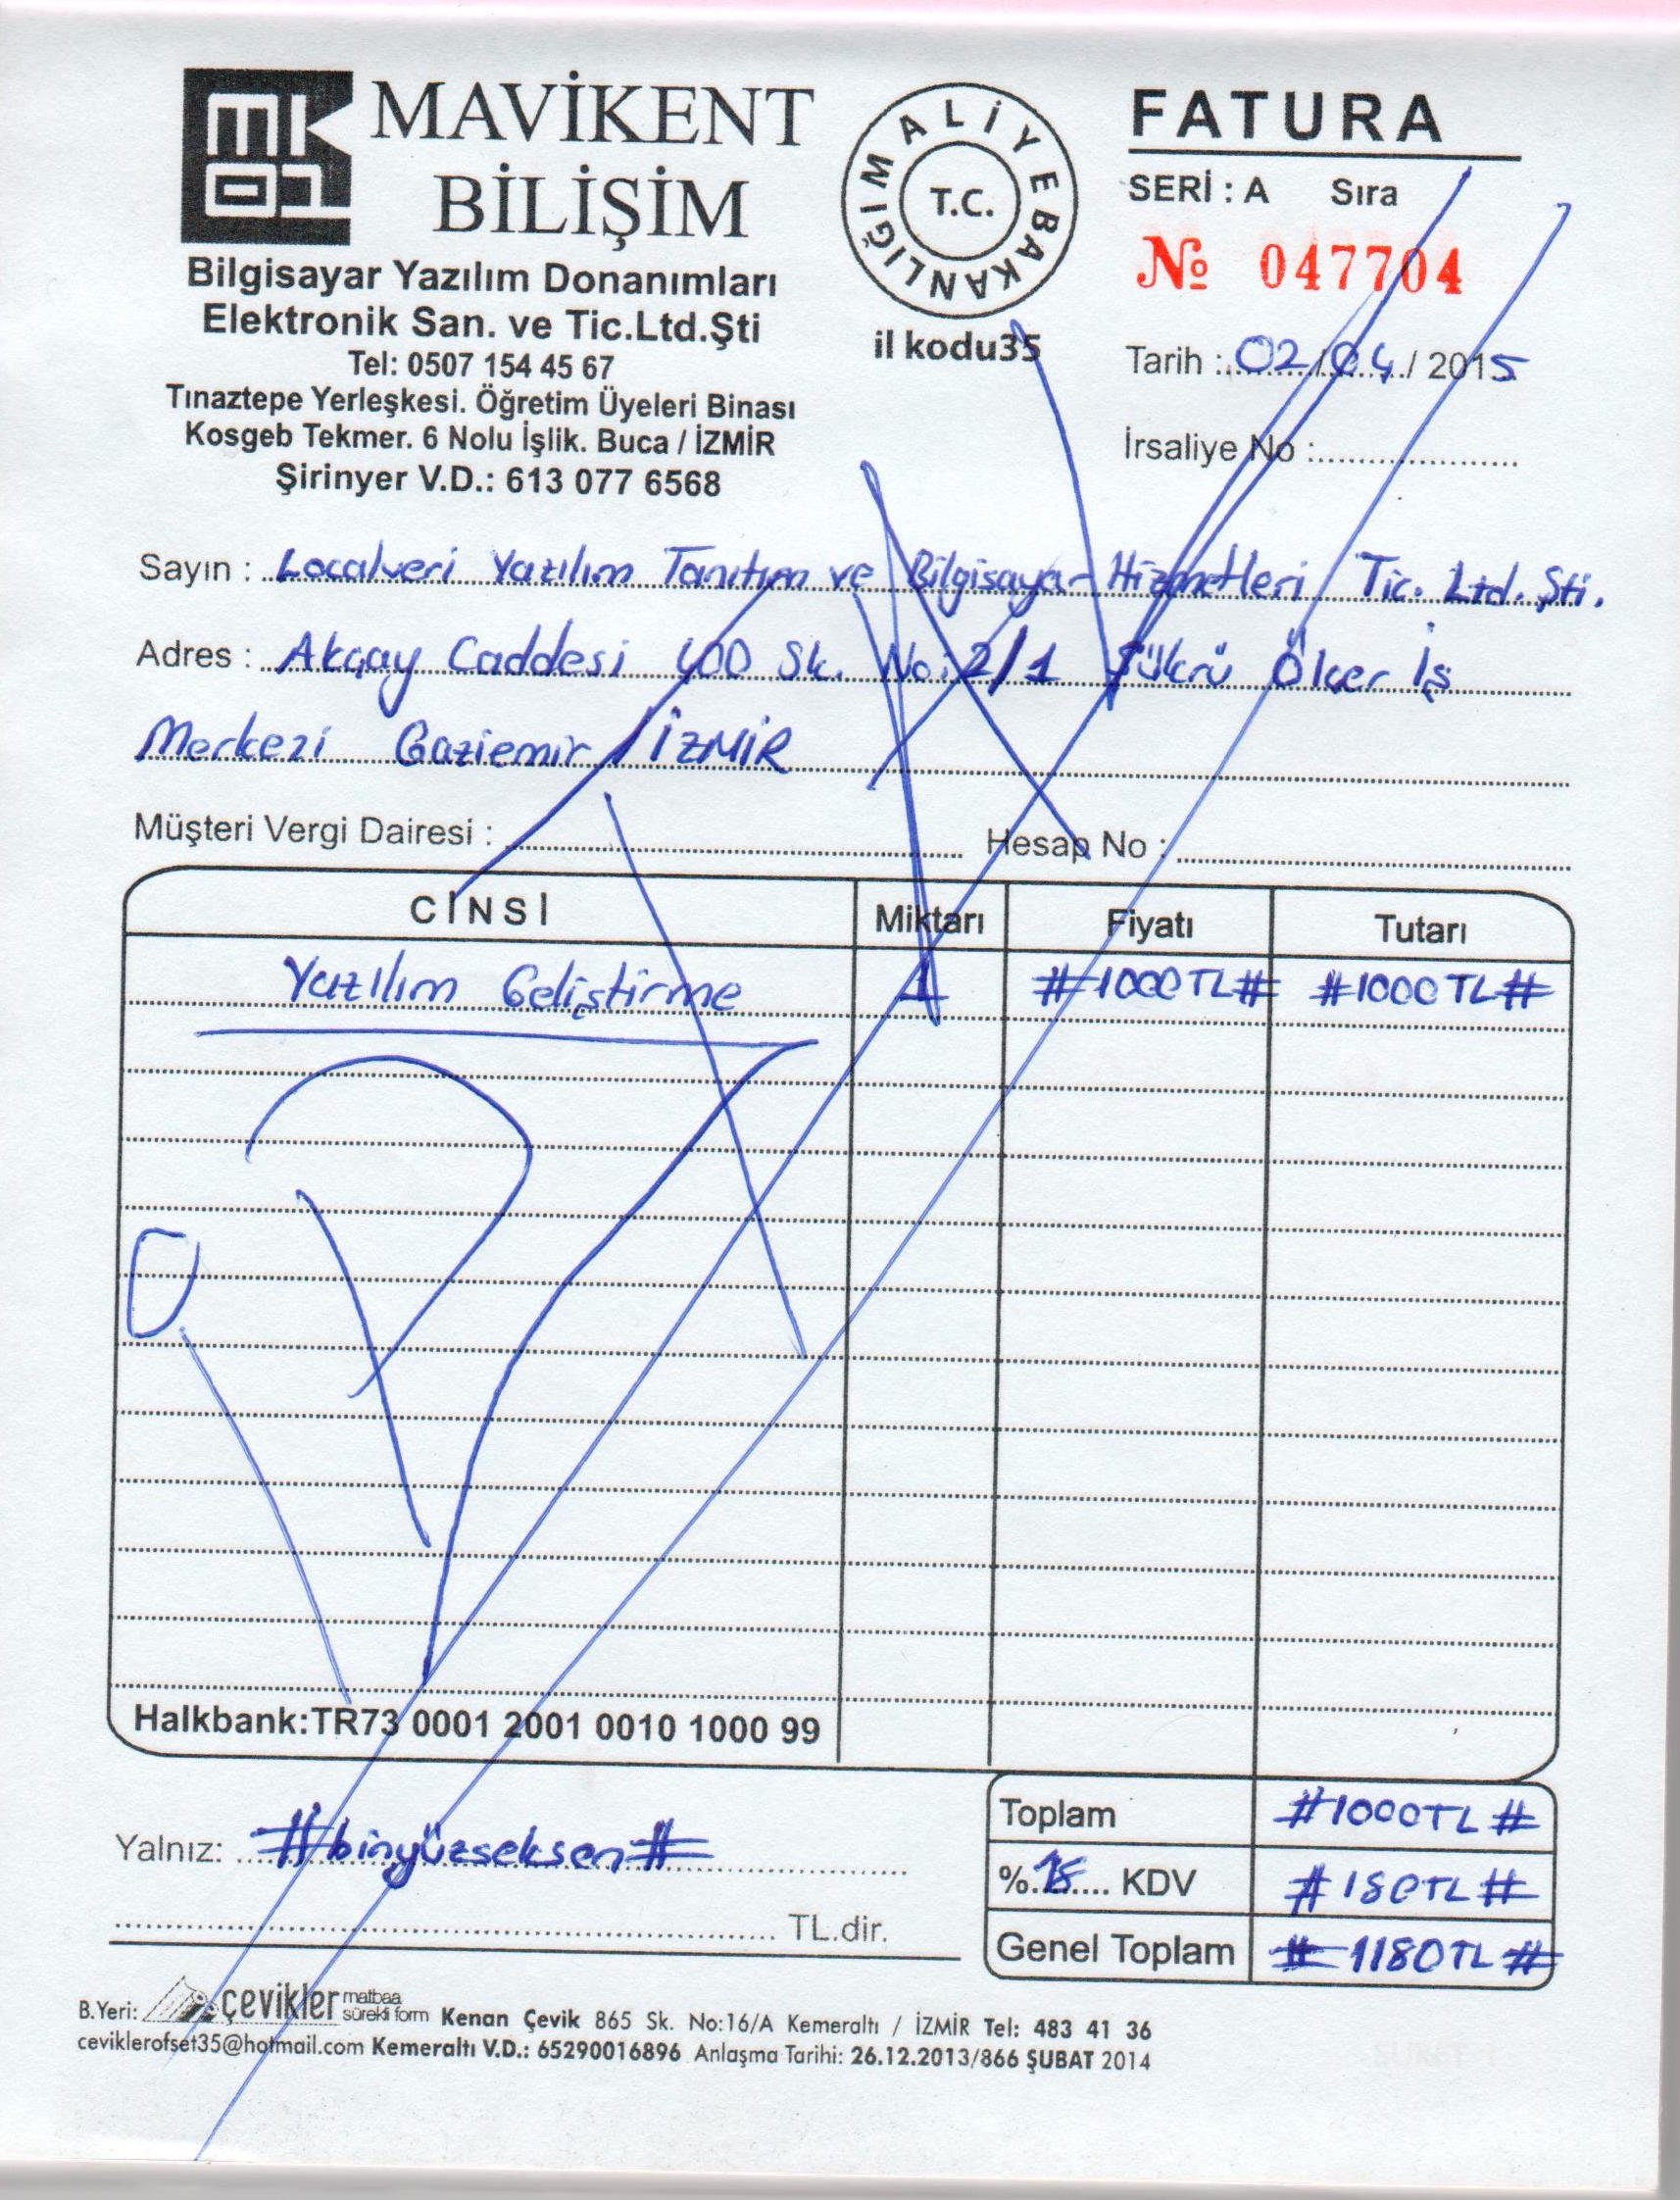 MAVİKENT
BİLİŞİM
Bilgisayar Yazılım Donanımları
Elektronik San. ve Tic.Ltd.Şti
Tel: 0507 154 45 67
Tınaztepe Yerleşkesi. Öğretim Üyeleri Binası
Kosgeb Tekmer. 6 Nolu İşlik. Buca / İZMİR
Şirinyer V.D.: 613 077 6568
MALİYE BAKANLIĞI
T.C.
il kodu35
FATURA
SERİ : A Sıra
№ 047704
Tarih : 02/04/2015
İrsaliye No :
Sayın : Localveri Yazılım Tanıtım ve Bilgisayar Hizmetleri Tic. Ltd. Şti.
Adres : Akçay Caddesi 400 Sk. No: 2/1 Şükrü Ölçer İş
Merkezi Gaziemir / İZMİR
Müşteri Vergi Dairesi : Hesap No :
CİNSİ Miktarı Fiyatı Tutarı
Yazılım Geliştirme 1 #1000TL# #1000TL#
Halkbank:TR73 0001 2001 0010 1000 99
Toplam #1000TL#
Yalnız: #binyüzseksen#
%.18.... KDV #180TL#
TL.dir.
Genel Toplam #1180TL#
B.Yeri: çevikler matbaa sürekli form Kenan Çevik 865 Sk. No:16/A Kemeraltı / İZMİR Tel: 483 41 36
ceviklerofset35@hotmail.com Kemeraltı V.D.: 65290016896 Anlaşma Tarihi: 26.12.2013/866 ŞUBAT 2014